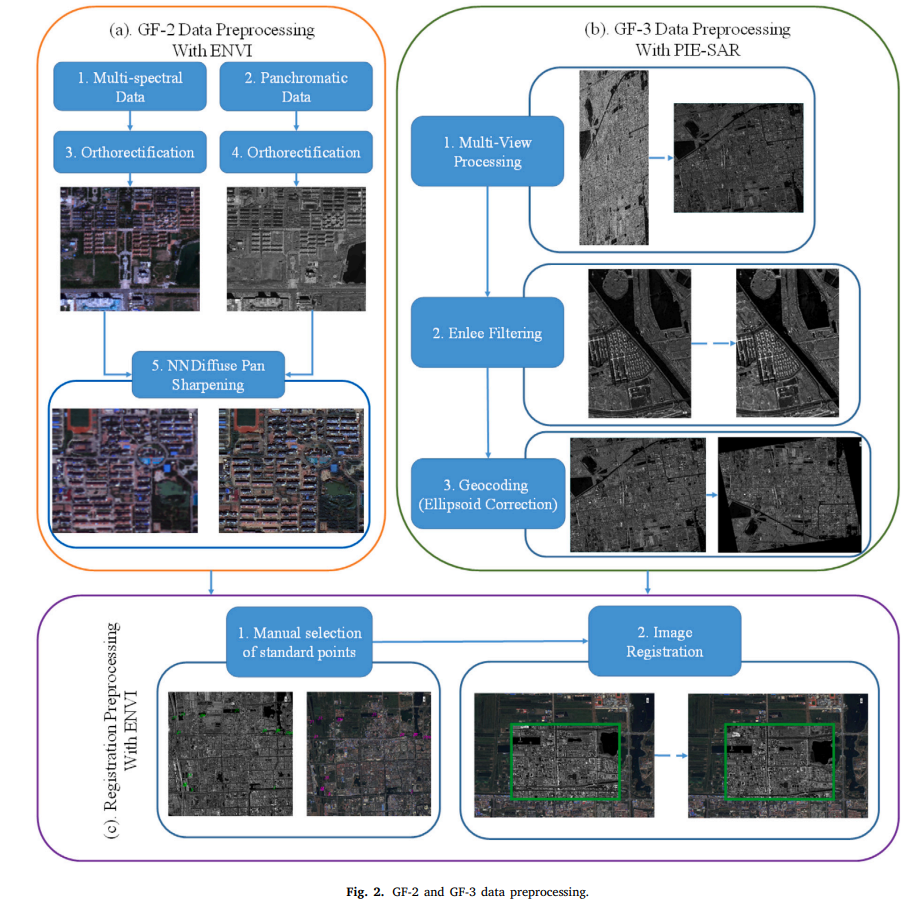 (a). GF-2 Data Preprocessing
With ENVI
1. Multi-spectral
Data
2. Panchromatic
Data
3. Orthorectification
4. Orthorectification
5. NNDiffuse Pan
Sharpening
(b). GF-3 Data Preprocessing
With PIE-SAR
1. Multi-View
Processing
2. Enlee Filtering
3. Geocoding
(Ellipsoid Correction)
(c). Registration Preprocessing
With ENVI
1. Manual selection
of standard points
2. Image
Registration
Fig. 2. GF-2 and GF-3 data preprocessing.